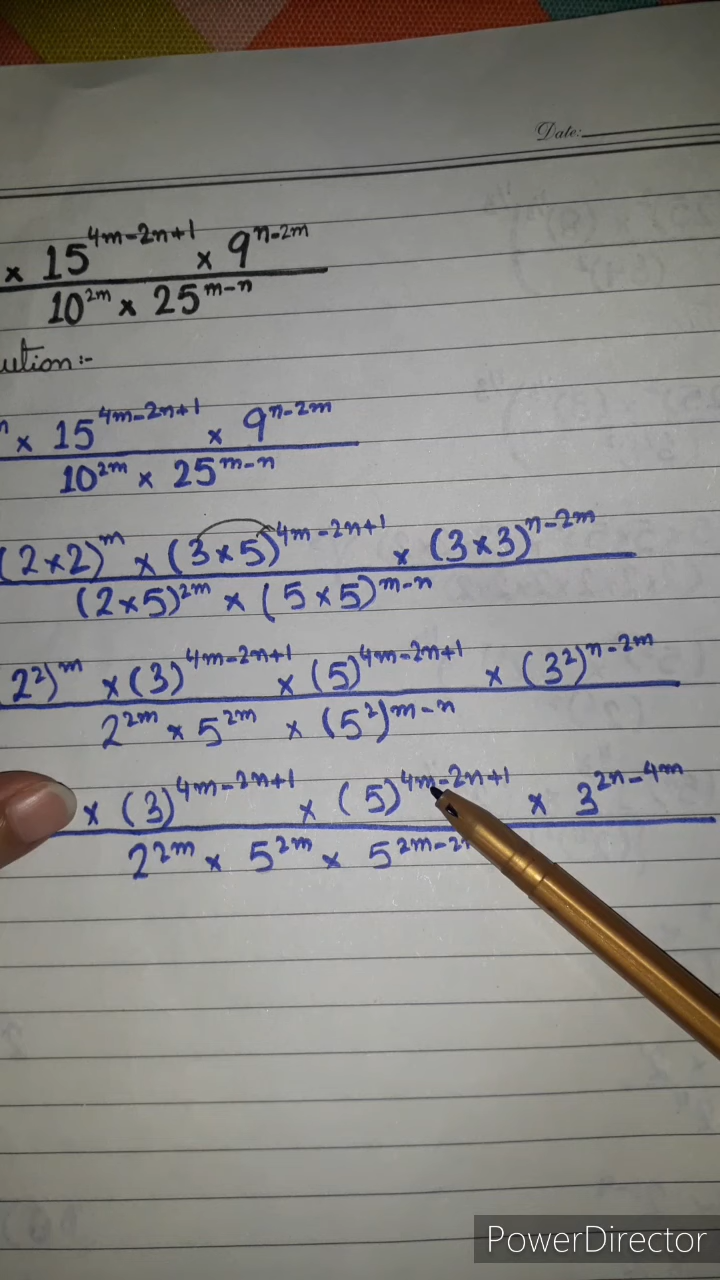 Date:
× 15^(4m-2n+1) × 9^(n-2m)
10^(2m) × 25^(m-n)
ution :-
× 15^(4m-2n+1) × 9^(n-2m)
10^(2m) × 25^(m-n)
(2×2)^m × (3×5)^(4m-2n+1) × (3×3)^(n-2m)
(2×5)^(2m) × (5×5)^(m-n)
2²)^m × (3)^(4m-2n+1) × (5)^(4m-2n+1) × (3²)^(n-2m)
2^(2m) × 5^(2m) × (5²)^(m-n)
× (3)^(4m-2n+1) × (5)^(4m-2n+1) × 3^(2n-4m)
2^(2m) × 5^(2m) × 5^(2m-2
PowerDirector